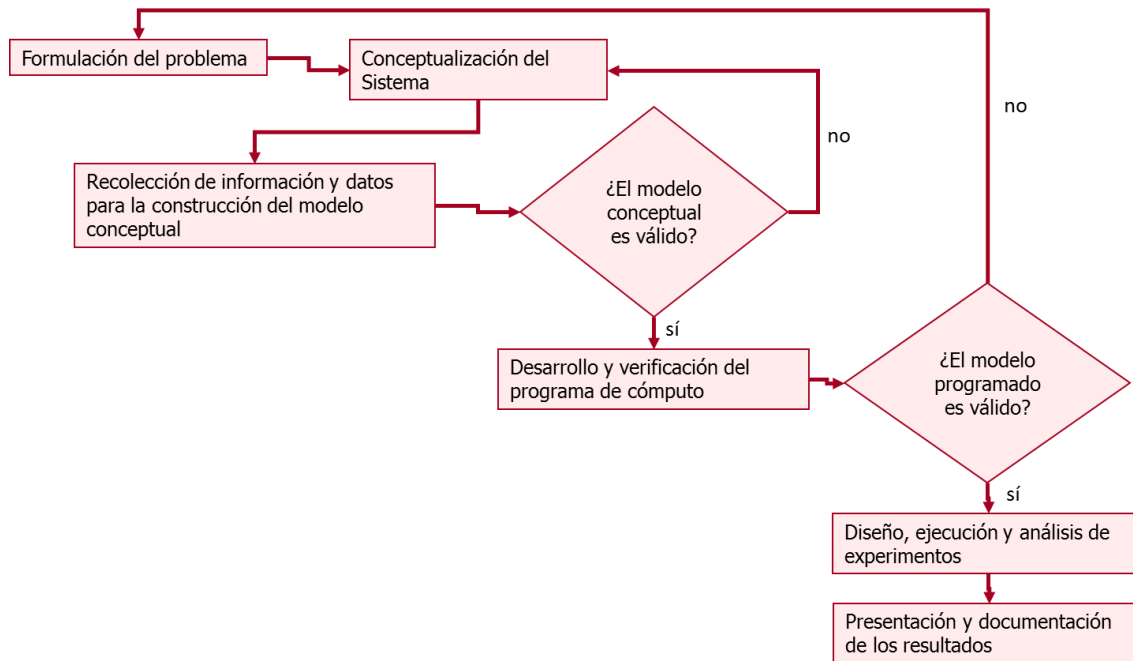 Formulación del problema
Conceptualización del
Sistema
no
no
Recolección de información y datos
para la construcción del modelo
conceptual
¿El modelo
conceptual
es válido?
sí
Desarrollo y verificación del
programa de cómputo
¿El modelo
programado
es válido?
sí
Diseño, ejecución y análisis de
experimentos
Presentación y documentación
de los resultados